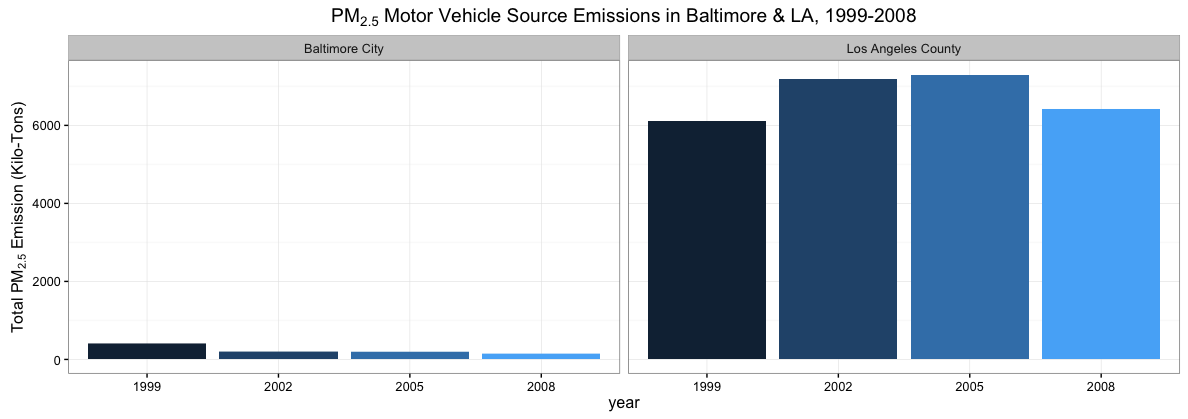 PM2.5 Motor Vehicle Source Emissions in Baltimore & LA, 1999-2008
Baltimore City
Los Angeles County
Total PM2.5 Emission (Kilo-Tons)
6000
4000
2000
0
1999 2002 2005 2008
1999 2002 2005 2008
year